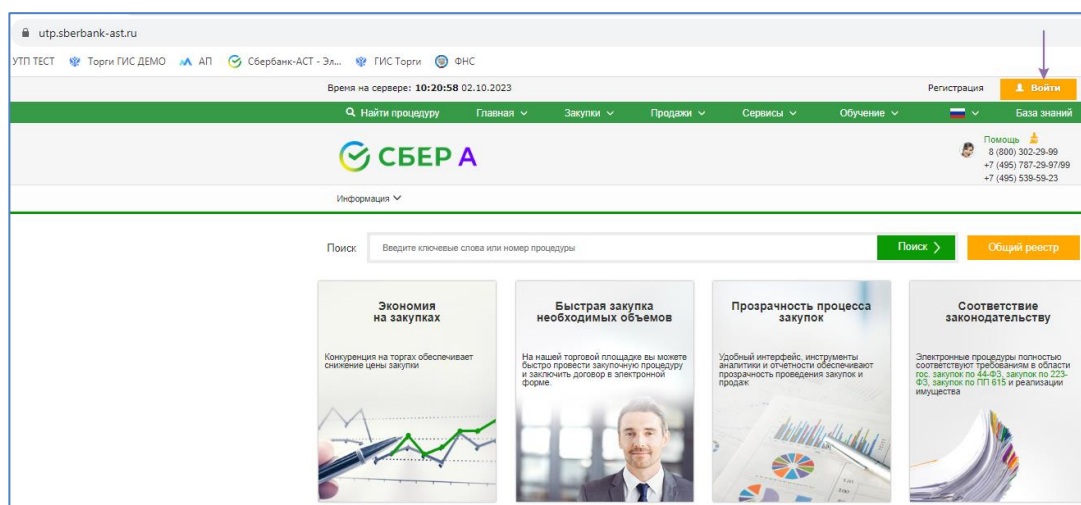 utp.sberbank-ast.ru
УТП ТЕСТ Торги ГИС ДЕМО АП Сбербанк-АСТ - Эл... ГИС Торги ФНС
Время на сервере: 10:20:58 02.10.2023 Регистрация Войти
Найти процедуру Главная Закупки Продажи Сервисы Обучение База знаний
СБЕР А
Помощь
8 (800) 302-29-99
+7 (495) 787-29-97/99
+7 (495) 539-59-23
Информация
Поиск Введите ключевые слова или номер процедуры Поиск Общий реестр
Экономия
на закупках
Конкуренция на торгах обеспечивает
снижение цены закупки
Быстрая закупка
необходимых объемов
На нашей торговой площадке вы можете
быстро провести закупочную процедуру
и заключить договор в электронной
форме.
Прозрачность процесса
закупок
Удобный интерфейс, инструменты
аналитики и отчетности обеспечивают
прозрачность проведения закупок и
продаж
Соответствие
законодательству
Электронные процедуры полностью
соответствуют требованиям в области
гос. закупок по 44-ФЗ, закупок по 223-
ФЗ, закупок по ПП 615 и реализации
имущества